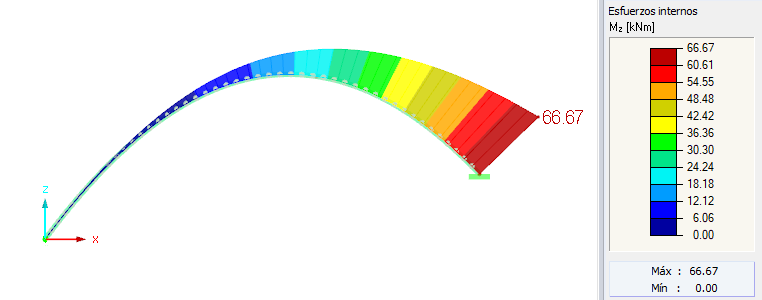 Esfuerzos internos
Mz [kNm]
66.67
60.61
54.55
48.48
42.42
36.36
30.30
24.24
18.18
12.12
6.06
0.00
Máx : 66.67
Mín : 0.00
66.67
z
x